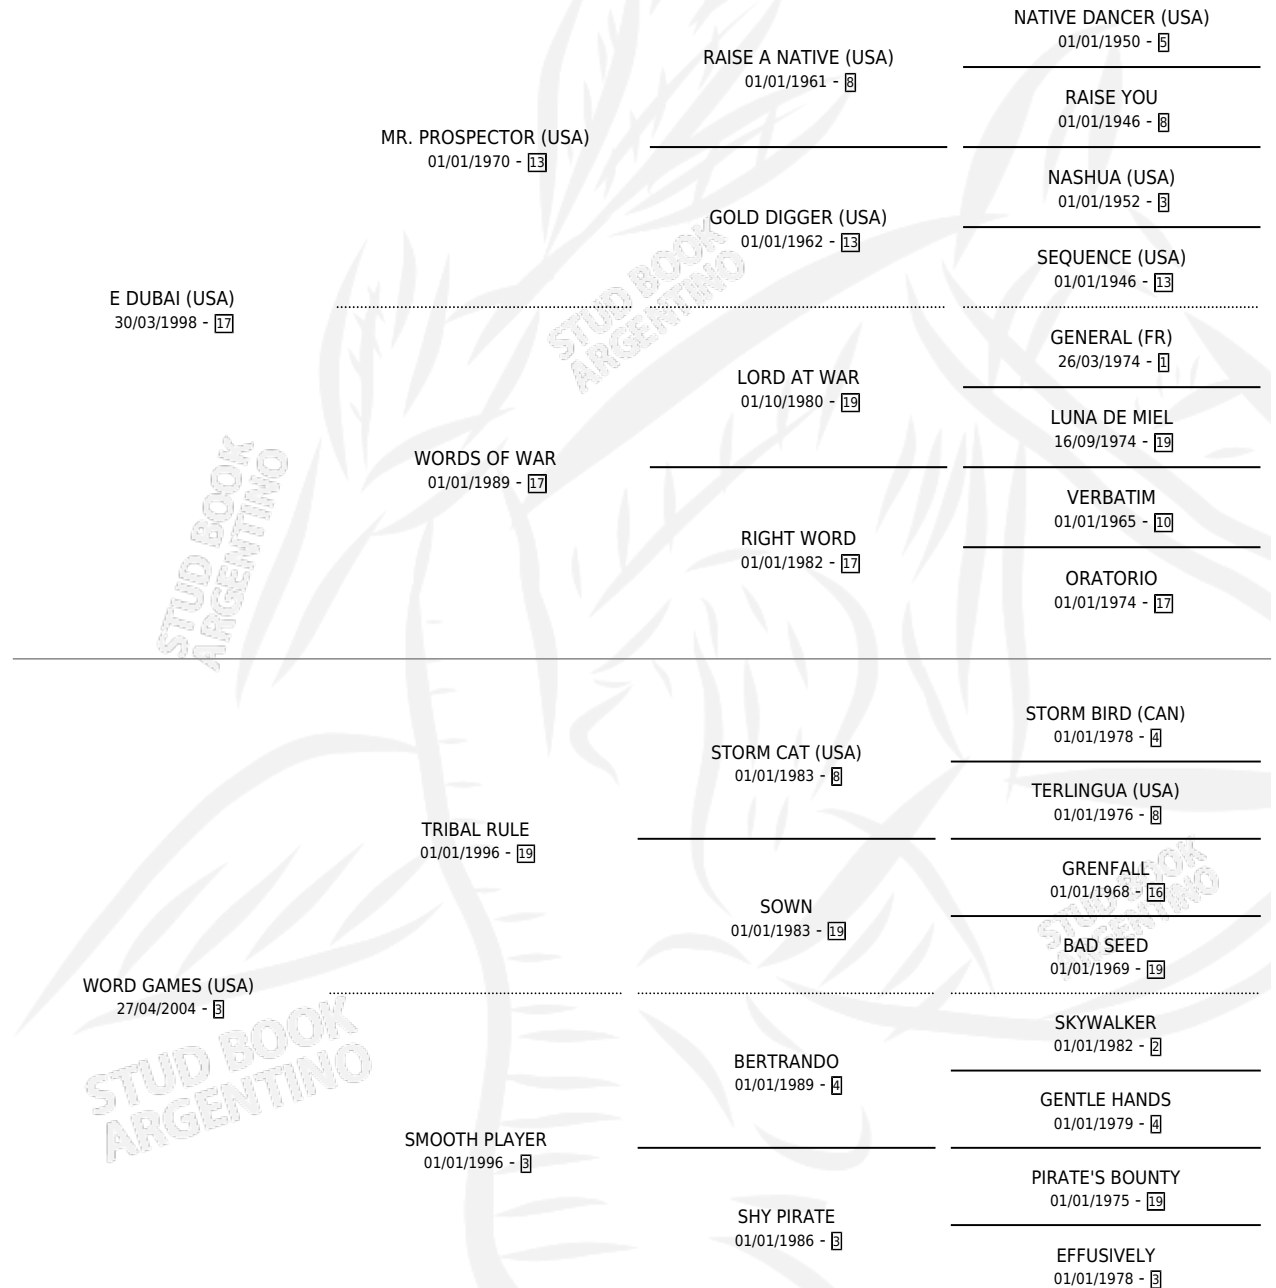 NATIVE DANCER (USA)
01/01/1950 - 5
RAISE A NATIVE (USA)
01/01/1961 - 8
RAISE YOU
01/01/1946 - 8
MR. PROSPECTOR (USA)
01/01/1970 - 13
NASHUA (USA)
01/01/1952 - 3
GOLD DIGGER (USA)
01/01/1962 - 13
SEQUENCE (USA)
01/01/1946 - 13
E DUBAI (USA)
30/03/1998 - 17
GENERAL (FR)
26/03/1974 - 1
LORD AT WAR
01/10/1980 - 19
LUNA DE MIEL
16/09/1974 - 19
WORDS OF WAR
01/01/1989 - 17
VERBATIM
01/01/1965 - 10
RIGHT WORD
01/01/1982 - 17
ORATORIO
01/01/1974 - 17
STORM BIRD (CAN)
01/01/1978 - 4
STORM CAT (USA)
01/01/1983 - 8
TERLINGUA (USA)
01/01/1976 - 8
TRIBAL RULE
01/01/1996 - 19
GRENFALL
01/01/1968 - 16
SOWN
01/01/1983 - 19
BAD SEED
01/01/1969 - 19
WORD GAMES (USA)
27/04/2004 - 3
SKYWALKER
01/01/1982 - 2
BERTRANDO
01/01/1989 - 4
GENTLE HANDS
01/01/1979 - 4
SMOOTH PLAYER
01/01/1996 - 3
PIRATE'S BOUNTY
01/01/1975 - 19
SHY PIRATE
01/01/1986 - 3
EFFUSIVELY
01/01/1978 - 3
STUD BOOK
ARGENTINO
STUD BOOK
ARGENTINO
STUD BOOK
ARGENTINO
STUD BOOK
ARGENTINO